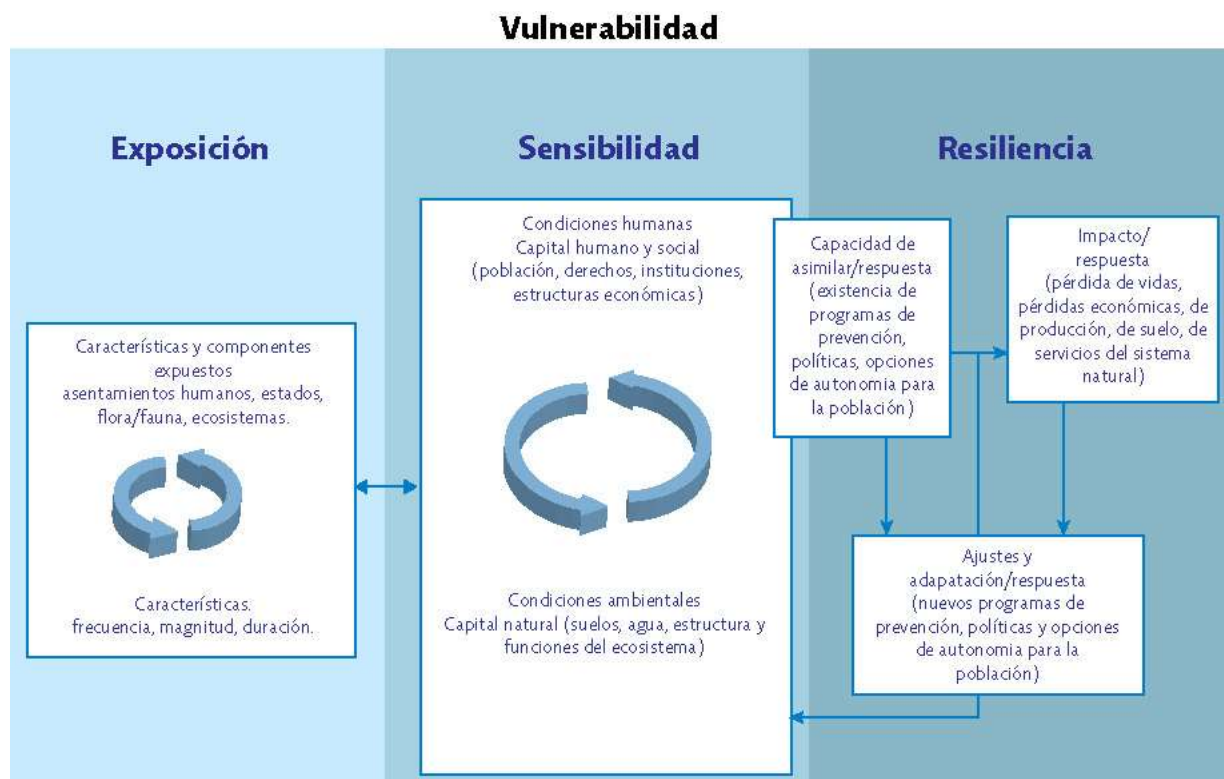 Vulnerabilidad
Exposición
Sensibilidad
Resiliencia
Característicias y componentes
expuestos
asentamientos humanos, estados,
flora/fauna, ecosistemas.
Características.
frecuencia, magnitud, duración.
Condiciones humanas
Capital humano y social
(población, derechos, instituciones,
estructuras económicas)
Condiciones ambientales
Capital natural (suelos, agua, estructura y
funciones del ecosistema)
Capacidad de
asimilar/respuesta
(existencia de
programas de
prevención,
políticas, opciones
de autonomia para
la población)
Impacto/
respuesta
(pérdida de vidas,
pérdidas económicas, de
producción, de suelo, de
servicios del sistema
natural)
Ajustes y
adapatación/respuesta
(nuevos programas de
prevención, políticas y opciones
de autonomia para la
población)